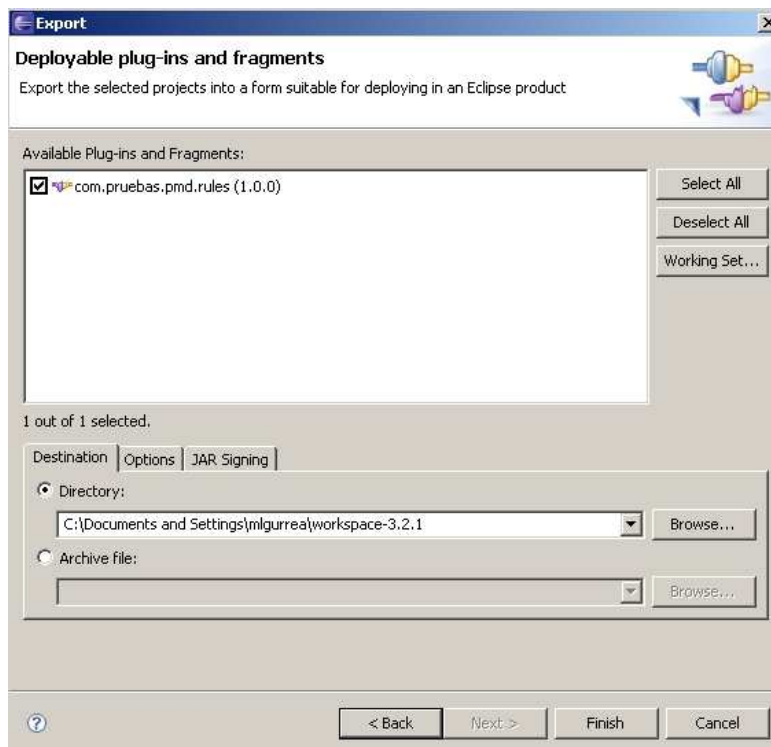 Export
Deployable plug-ins and fragments
Export the selected projects into a form suitable for deploying in an Eclipse product
Available Plug-ins and Fragments:
com.pruebas.pmd.rules (1.0.0)
Select All
Deselect All
Working Set...
1 out of 1 selected.
Destination Options JAR Signing
Directory:
C:\Documents and Settings\mlgurrea\workspace-3.2.1 Browse...
Archive file:
Browse...
? < Back Next > Finish Cancel